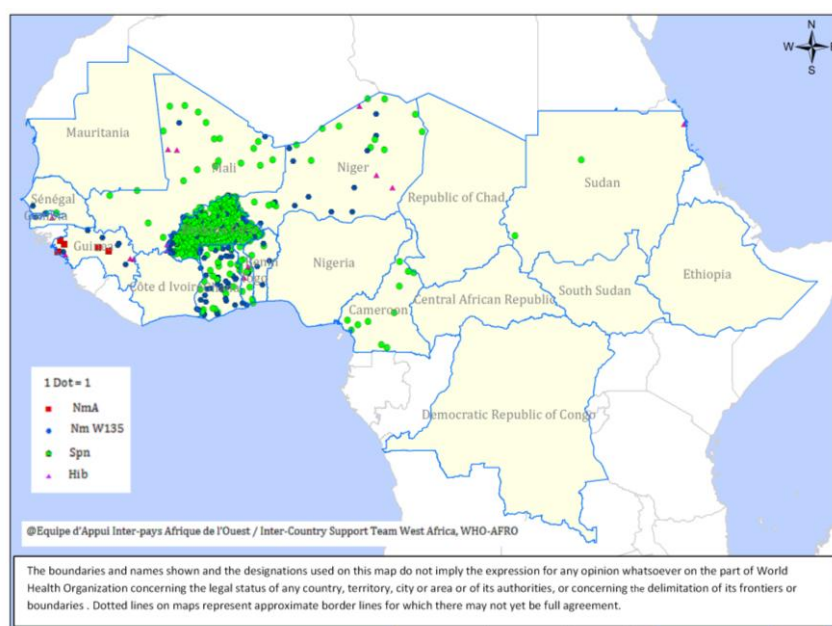 N
W E
S
Mauritania
Mali
Niger
Sudan
Republic of Chad
Sénégal
Gambia
Guinea
Nigeria
Côte d Ivoire
Ethiopia
Central African Republic
South Sudan
Cameroon
Democratic Republic of Congo
1 Dot = 1
NmA
Nm W135
Spn
Hib
@Equipe d'Appui Inter-pays Afrique de l'Ouest / Inter-Country Support Team West Africa, WHO-AFRO
The boundaries and names shown and the designations used on this map do not imply the expression for any opinion whatsoever on the part of World
Health Organization concerning the legal status of any country, territory, city or area or of its authorities, or concerning the delimitation of its frontiers or
boundaries . Dotted lines on maps represent approximate border lines for which there may not yet be full agreement.